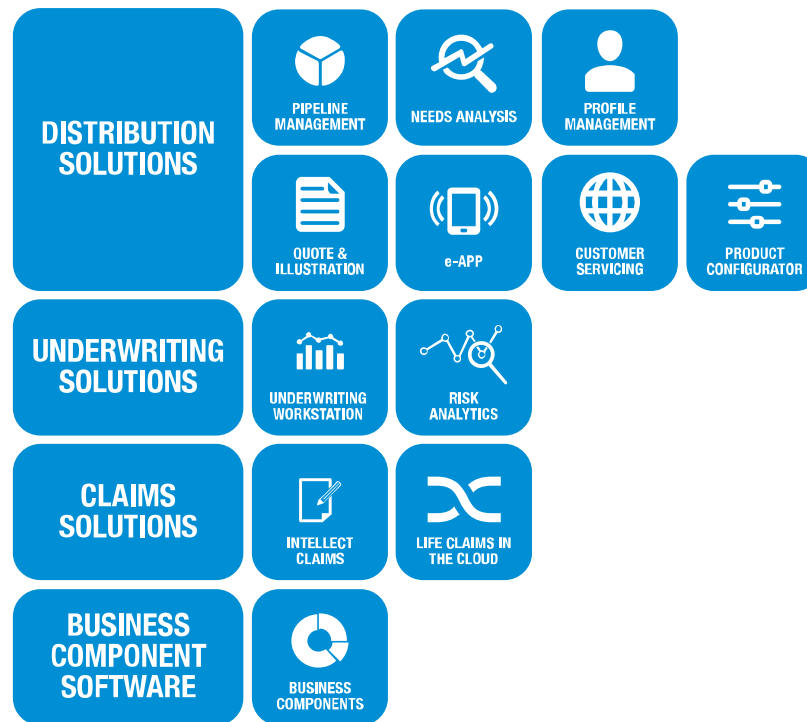 DISTRIBUTION
SOLUTIONS
PIPELINE
MANAGEMENT
NEEDS ANALYSIS
PROFILE
MANAGEMENT
QUOTE &
ILLUSTRATION
e-APP
CUSTOMER
SERVICING
PRODUCT
CONFIGURATOR
UNDERWRITING
SOLUTIONS
UNDERWRITING
WORKSTATION
RISK
ANALYTICS
CLAIMS
SOLUTIONS
INTELLECT
CLAIMS
LIFE CLAIMS IN
THE CLOUD
BUSINESS
COMPONENT
SOFTWARE
BUSINESS
COMPONENTS